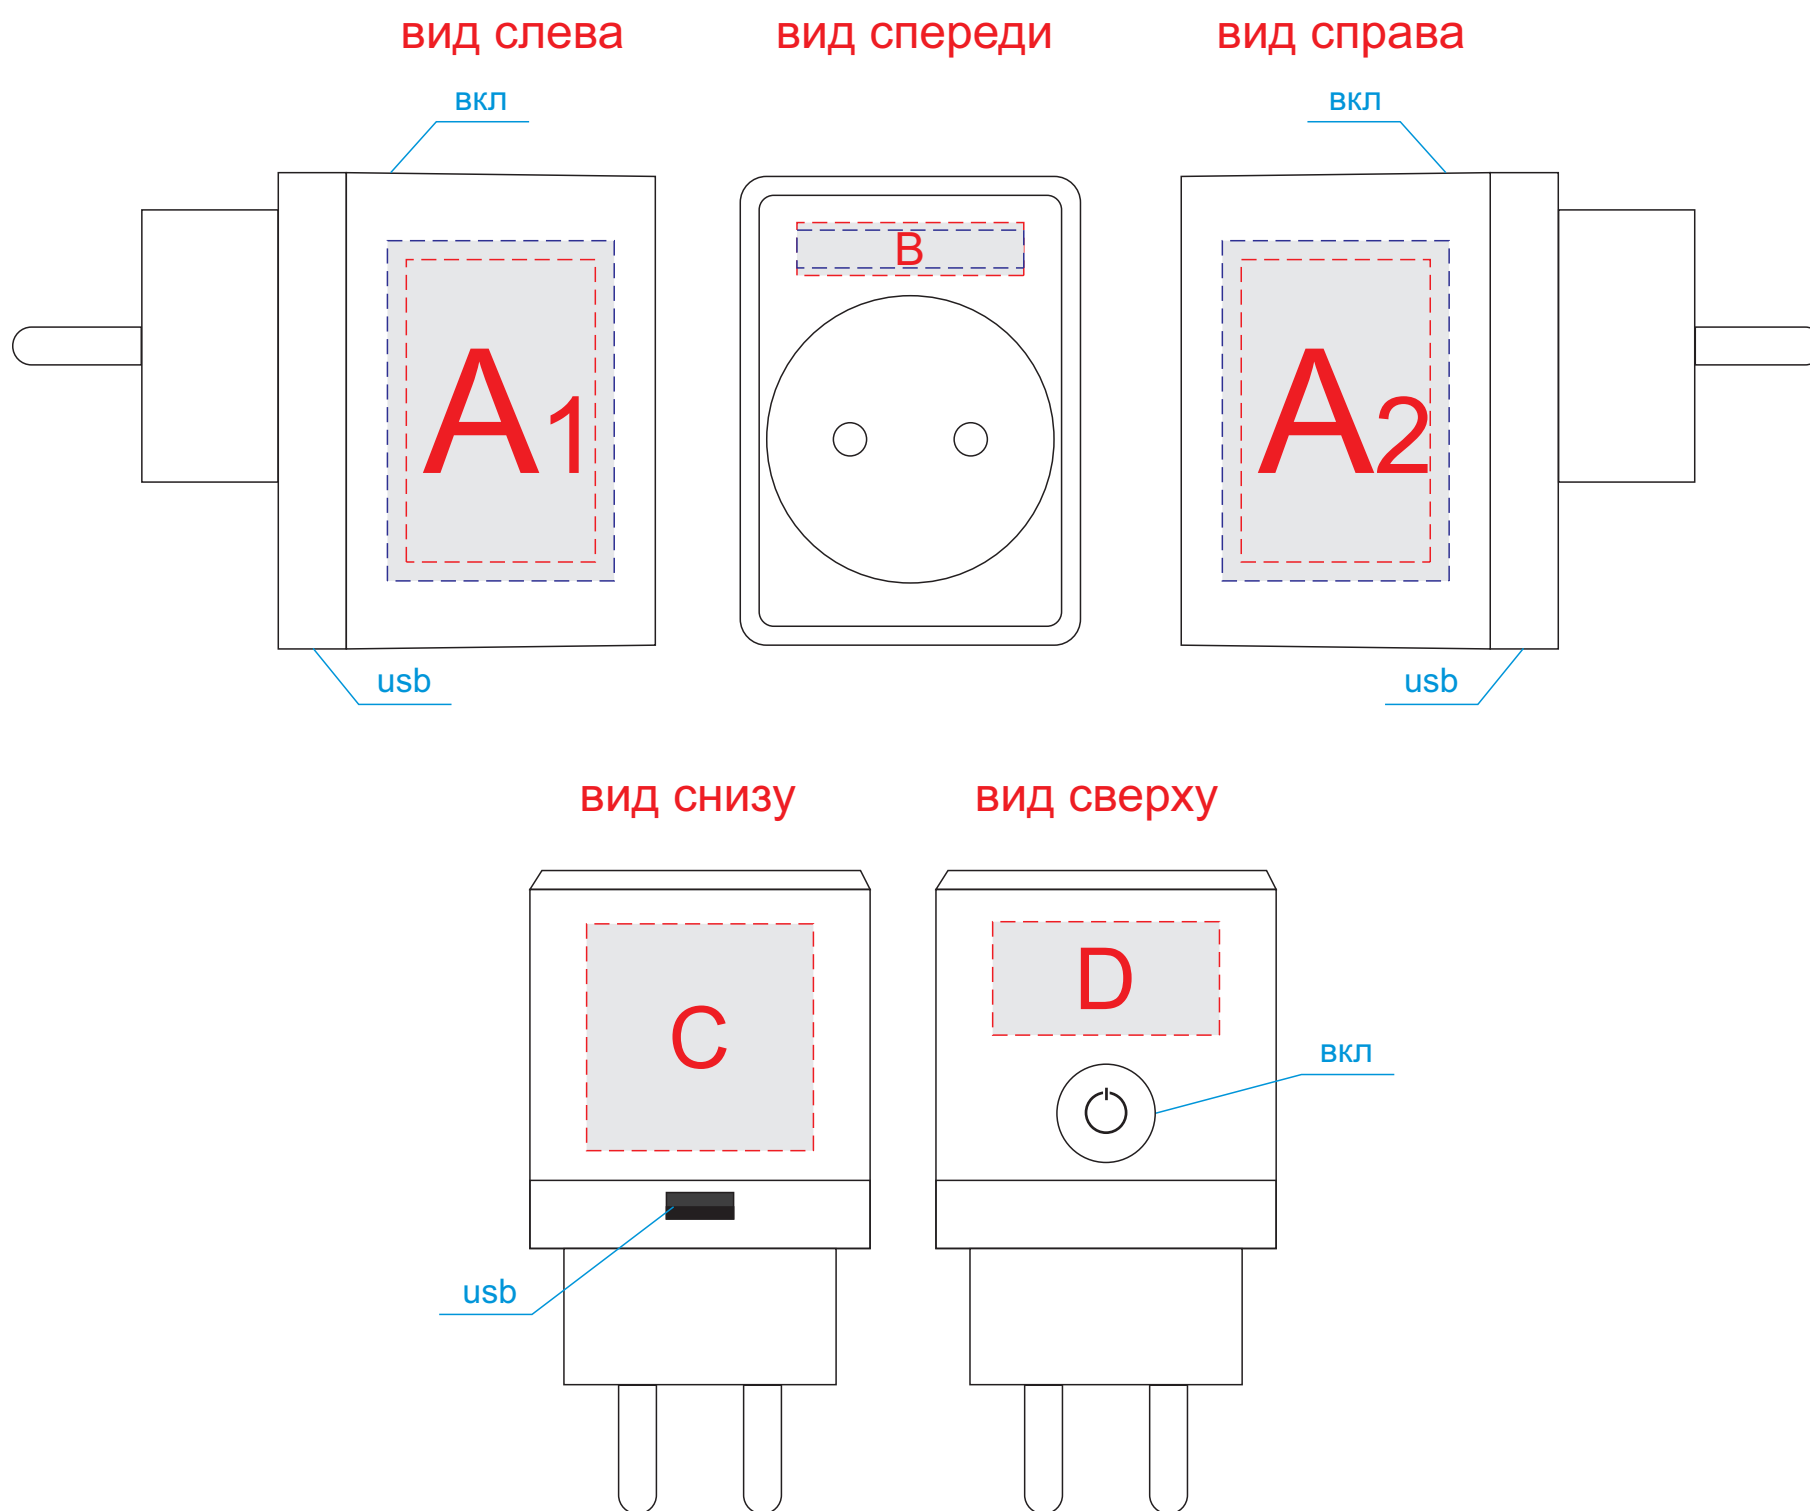 вид слева
вид спереди
вид справа
вкл
вкл
B
A1
A2
usb
usb
вид снизу
вид сверху
C
D
вкл
usb